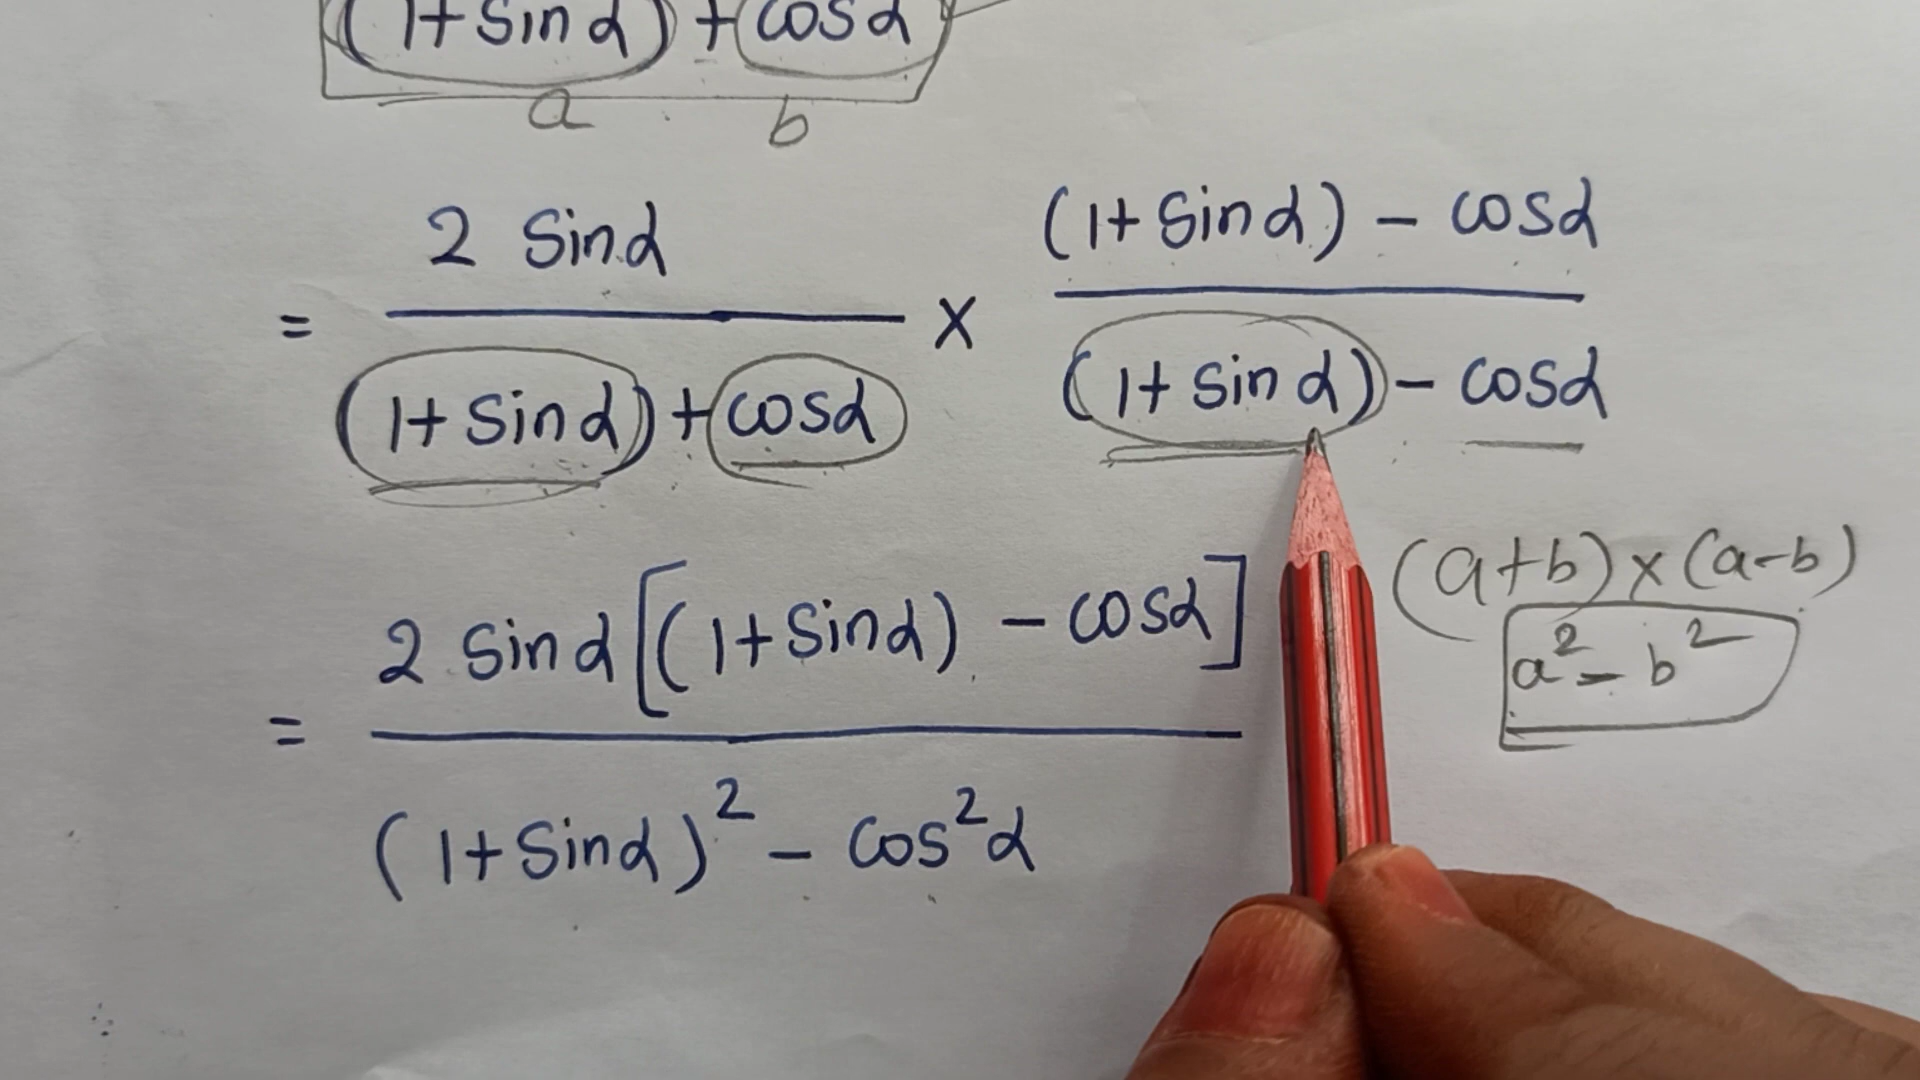 (1+Sinα)+cosα
a b
= 2 Sinα / (1+Sinα)+cosα × (1+Sinα) - cosα / (1+Sinα) - cosα
(a+b)×(a-b)
a² - b²
= 2 Sinα[(1+Sinα) - cosα] / (1+Sinα)² - cos²α